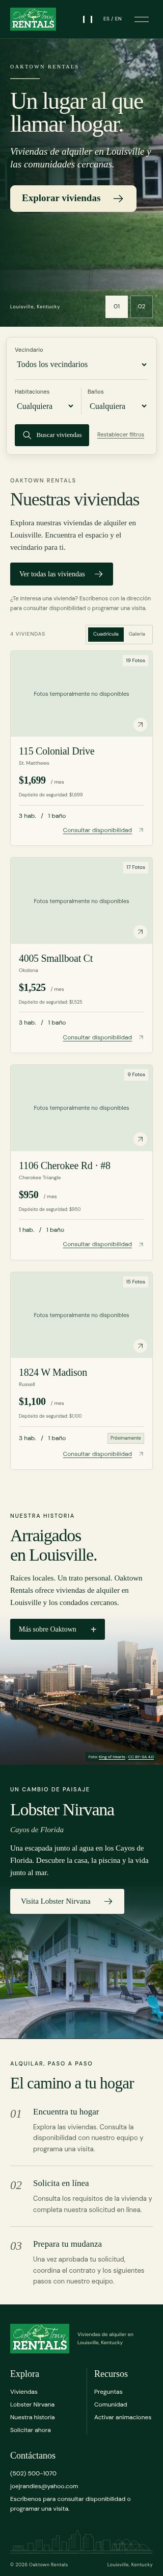 OakTown
RENTALS
ES / EN
OAKTOWN RENTALS
Un lugar al que
llamar hogar.
Viviendas de alquiler en Louisville y
las comunidades cercanas.
Explorar viviendas
Louisville, Kentucky
01
02
Vecindario
Todos los vecindarios
Habitaciones
Baños
Cualquiera
Cualquiera
Buscar viviendas
Restablecer filtros
OAKTOWN RENTALS
Nuestras viviendas
Explora nuestras viviendas de alquiler en
Louisville. Encuentra el espacio y el
vecindario para ti.
Ver todas las viviendas
¿Te interesa una vivienda? Escríbenos con la dirección
para consultar disponibilidad o programar una visita.
4 VIVIENDAS
Cuadrícula
Galería
19 Fotos
Fotos temporalmente no disponibles
115 Colonial Drive
St. Matthews
$1,699 / mes
Depósito de seguridad: $1,699
3 hab. / 1 baño
Consultar disponibilidad
17 Fotos
Fotos temporalmente no disponibles
4005 Smallboat Ct
Okolona
$1,525 / mes
Depósito de seguridad: $1,525
3 hab. / 1 baño
Consultar disponibilidad
9 Fotos
Fotos temporalmente no disponibles
1106 Cherokee Rd · #8
Cherokee Triangle
$950 / mes
Depósito de seguridad: $950
1 hab. / 1 baño
Consultar disponibilidad
15 Fotos
Fotos temporalmente no disponibles
1824 W Madison
Russell
$1,100 / mes
Depósito de seguridad: $1,100
3 hab. / 1 baño
Próximamente
Consultar disponibilidad
NUESTRA HISTORIA
Arraigados
en Louisville.
Raíces locales. Un trato personal. Oaktown
Rentals ofrece viviendas de alquiler en
Louisville y los condados cercanos.
Más sobre Oaktown +
Foto: King of Hearts · CC BY-SA 4.0
UN CAMBIO DE PAISAJE
Lobster Nirvana
Cayos de Florida
Una escapada junto al agua en los Cayos de
Florida. Descubre la casa, la piscina y la vida
junto al mar.
Visita Lobster Nirvana
ALQUILAR, PASO A PASO
El camino a tu hogar
01
Encuentra tu hogar
Explora las viviendas. Consulta la
disponibilidad con nuestro equipo y
programa una visita.
02
Solicita en línea
Consulta los requisitos de la vivienda y
completa nuestra solicitud en línea.
03
Prepara tu mudanza
Una vez aprobada tu solicitud,
coordina el contrato y los siguientes
pasos con nuestro equipo.
OakTown
RENTALS
Viviendas de alquiler en
Louisville, Kentucky
Explora
Viviendas
Lobster Nirvana
Nuestra historia
Solicitar ahora
Recursos
Preguntas
Comunidad
Activar animaciones
Contáctanos
(502) 500-1070
joejrandles@yahoo.com
Escríbenos para consultar disponibilidad o
programar una visita.
© 2026 Oaktown Rentals
Louisville, Kentucky